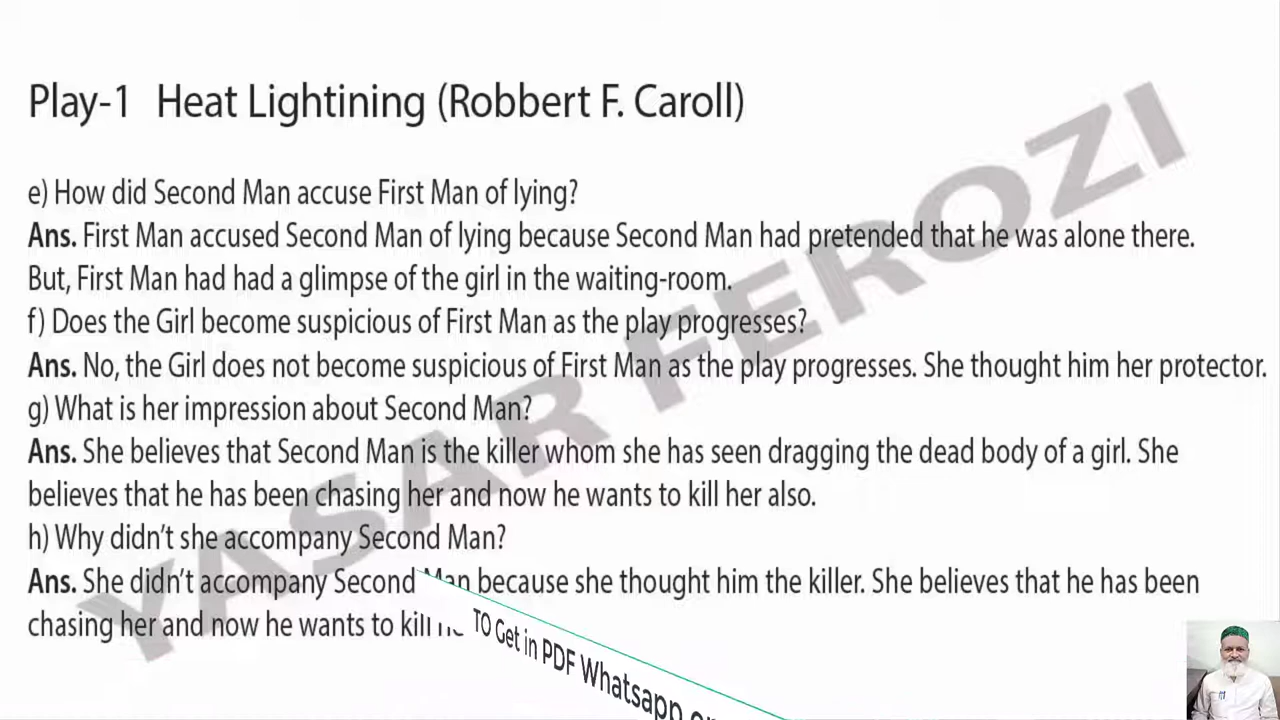 Play-1 Heat Lightining (Robbert F. Caroll)
e) How did Second Man accuse First Man of lying?
Ans. First Man accused Second Man of lying because Second Man had pretended that he was alone there.
But, First Man had had a glimpse of the girl in the waiting-room.
f) Does the Girl become suspicious of First Man as the play progresses?
Ans. No, the Girl does not become suspicious of First Man as the play progresses. She thought him her protector.
g) What is her impression about Second Man?
Ans. She believes that Second Man is the killer whom she has seen dragging the dead body of a girl. She
believes that he has been chasing her and now he wants to kill her also.
h) Why didn't she accompany Second Man?
Ans. She didn't accompany Second Man because she thought him the killer. She believes that he has been
chasing her and now he wants to kill
TO Get in PDF Whatsapp
YASAR FEROZI